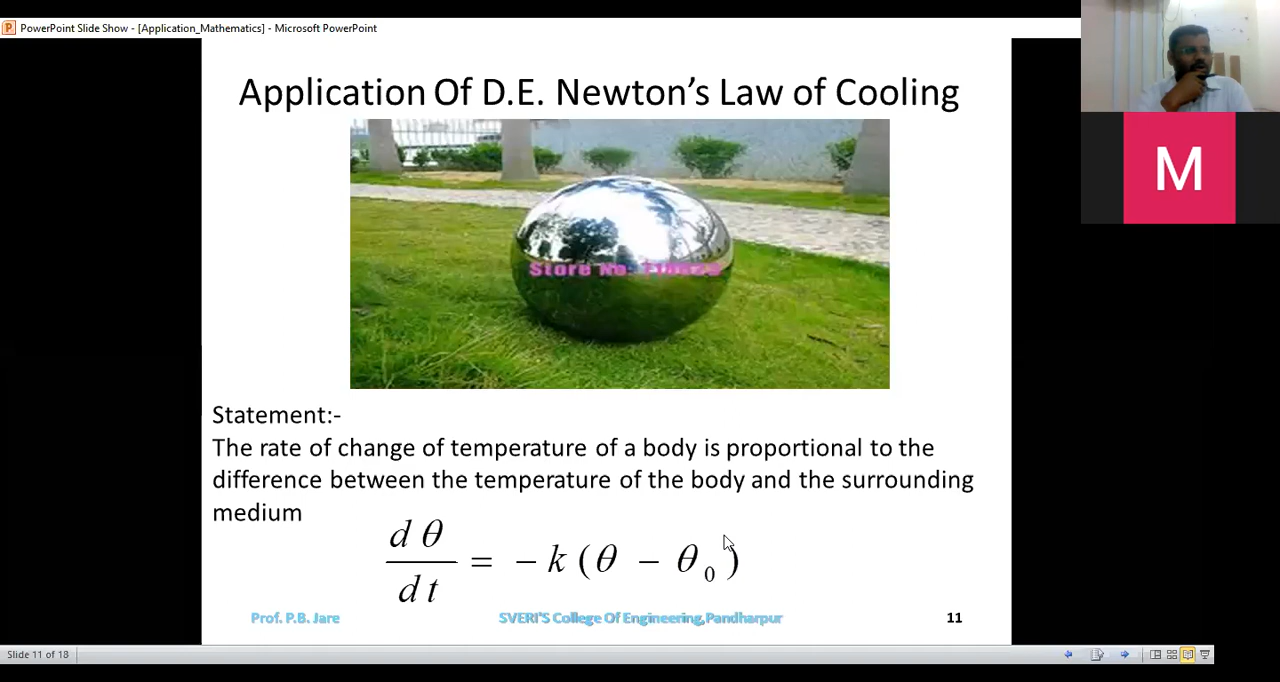 PowerPoint Slide Show - [Application_Mathematics] - Microsoft PowerPoint
Application Of D.E. Newton's Law of Cooling
Store No:
M
Statement:-
The rate of change of temperature of a body is proportional to the
difference between the temperature of the body and the surrounding
medium
dθ/dt = −k(θ − θ₀)
Prof. P.B. Jare SVERI'S College Of Engineering,Pandharpur 11
Slide 11 of 18